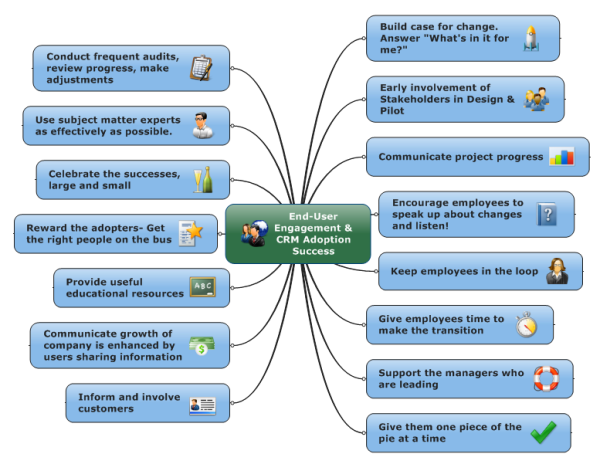 End-User
Engagement &
CRM Adoption
Success
Build case for change.
Answer "What's in it for
me?"
Early involvement of
Stakeholders in Design &
Pilot
Communicate project progress
Encourage employees to
speak up about changes
and listen!
Keep employees in the loop
Give employees time to
make the transition
Support the managers who
are leading
Give them one piece of the
pie at a time
Conduct frequent audits,
review progress, make
adjustments
Use subject matter experts
as effectively as possible.
Celebrate the successes,
large and small
Reward the adopters- Get
the right people on the bus
Provide useful
educational resources
ABC
Communicate growth of
company is enhanced by
users sharing information
$
Inform and involve
customers